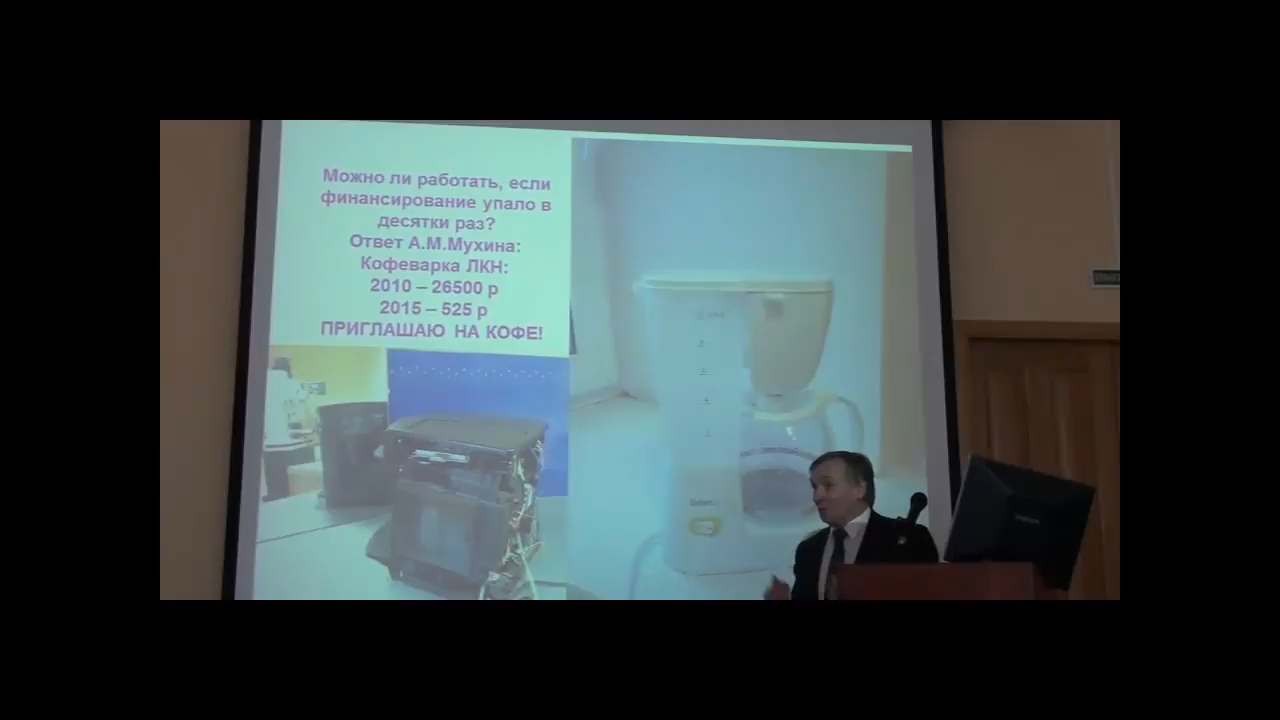 Можно ли работать, если
финансирование упало в
десятки раз?
Ответ А.М.Мухина:
Кофеварка ЛКН:
2010 – 26500 р
2015 – 525 р
ПРИГЛАШАЮ НА КОФЕ!